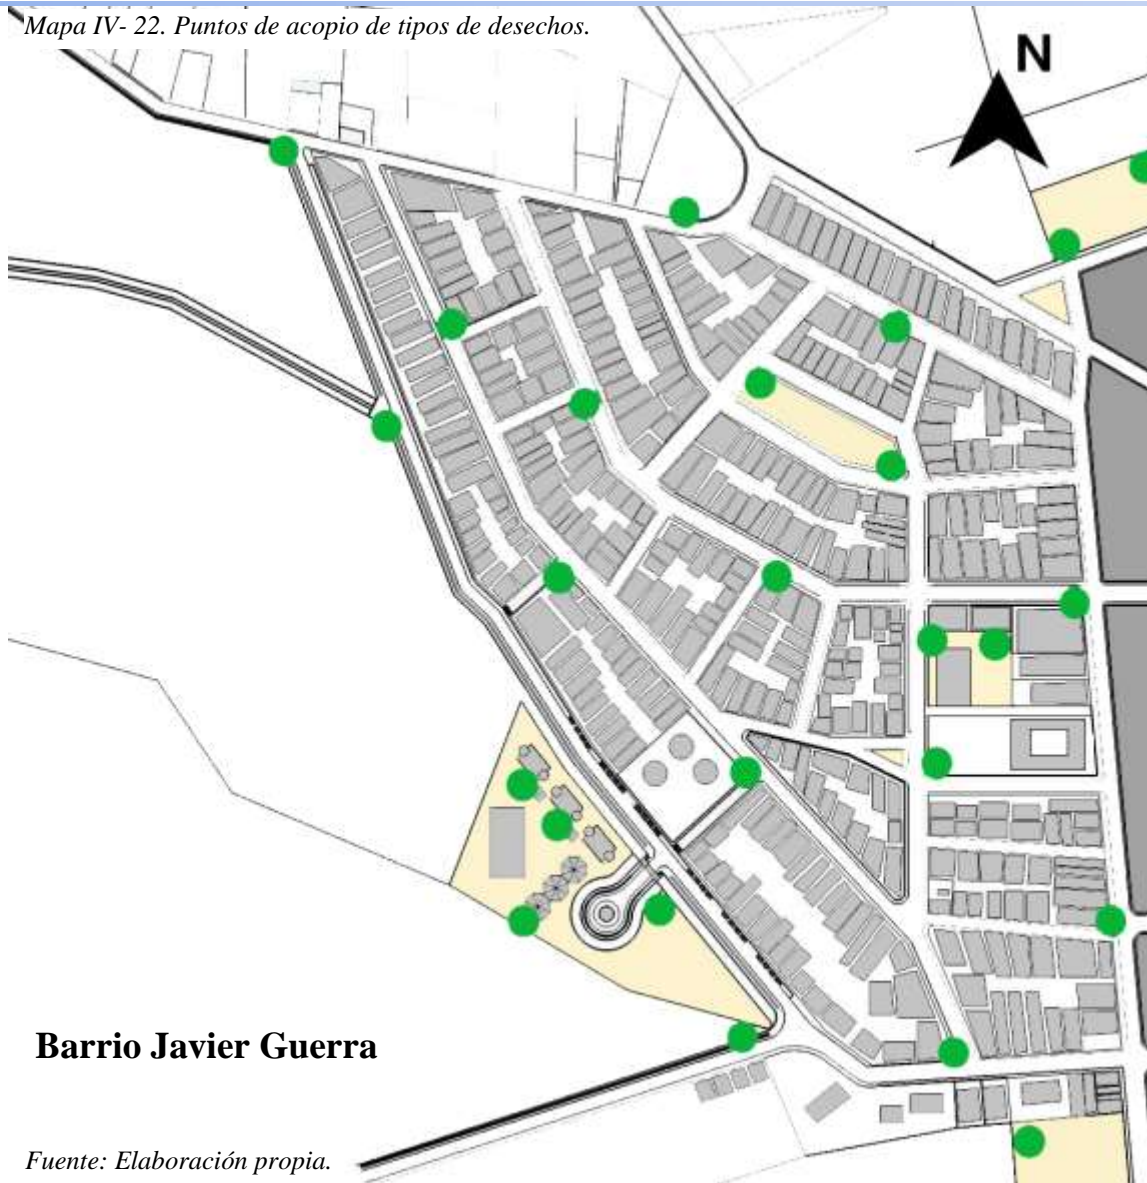 Mapa IV- 22. Puntos de acopio de tipos de desechos.
N
Barrio Javier Guerra
Fuente: Elaboración propia.